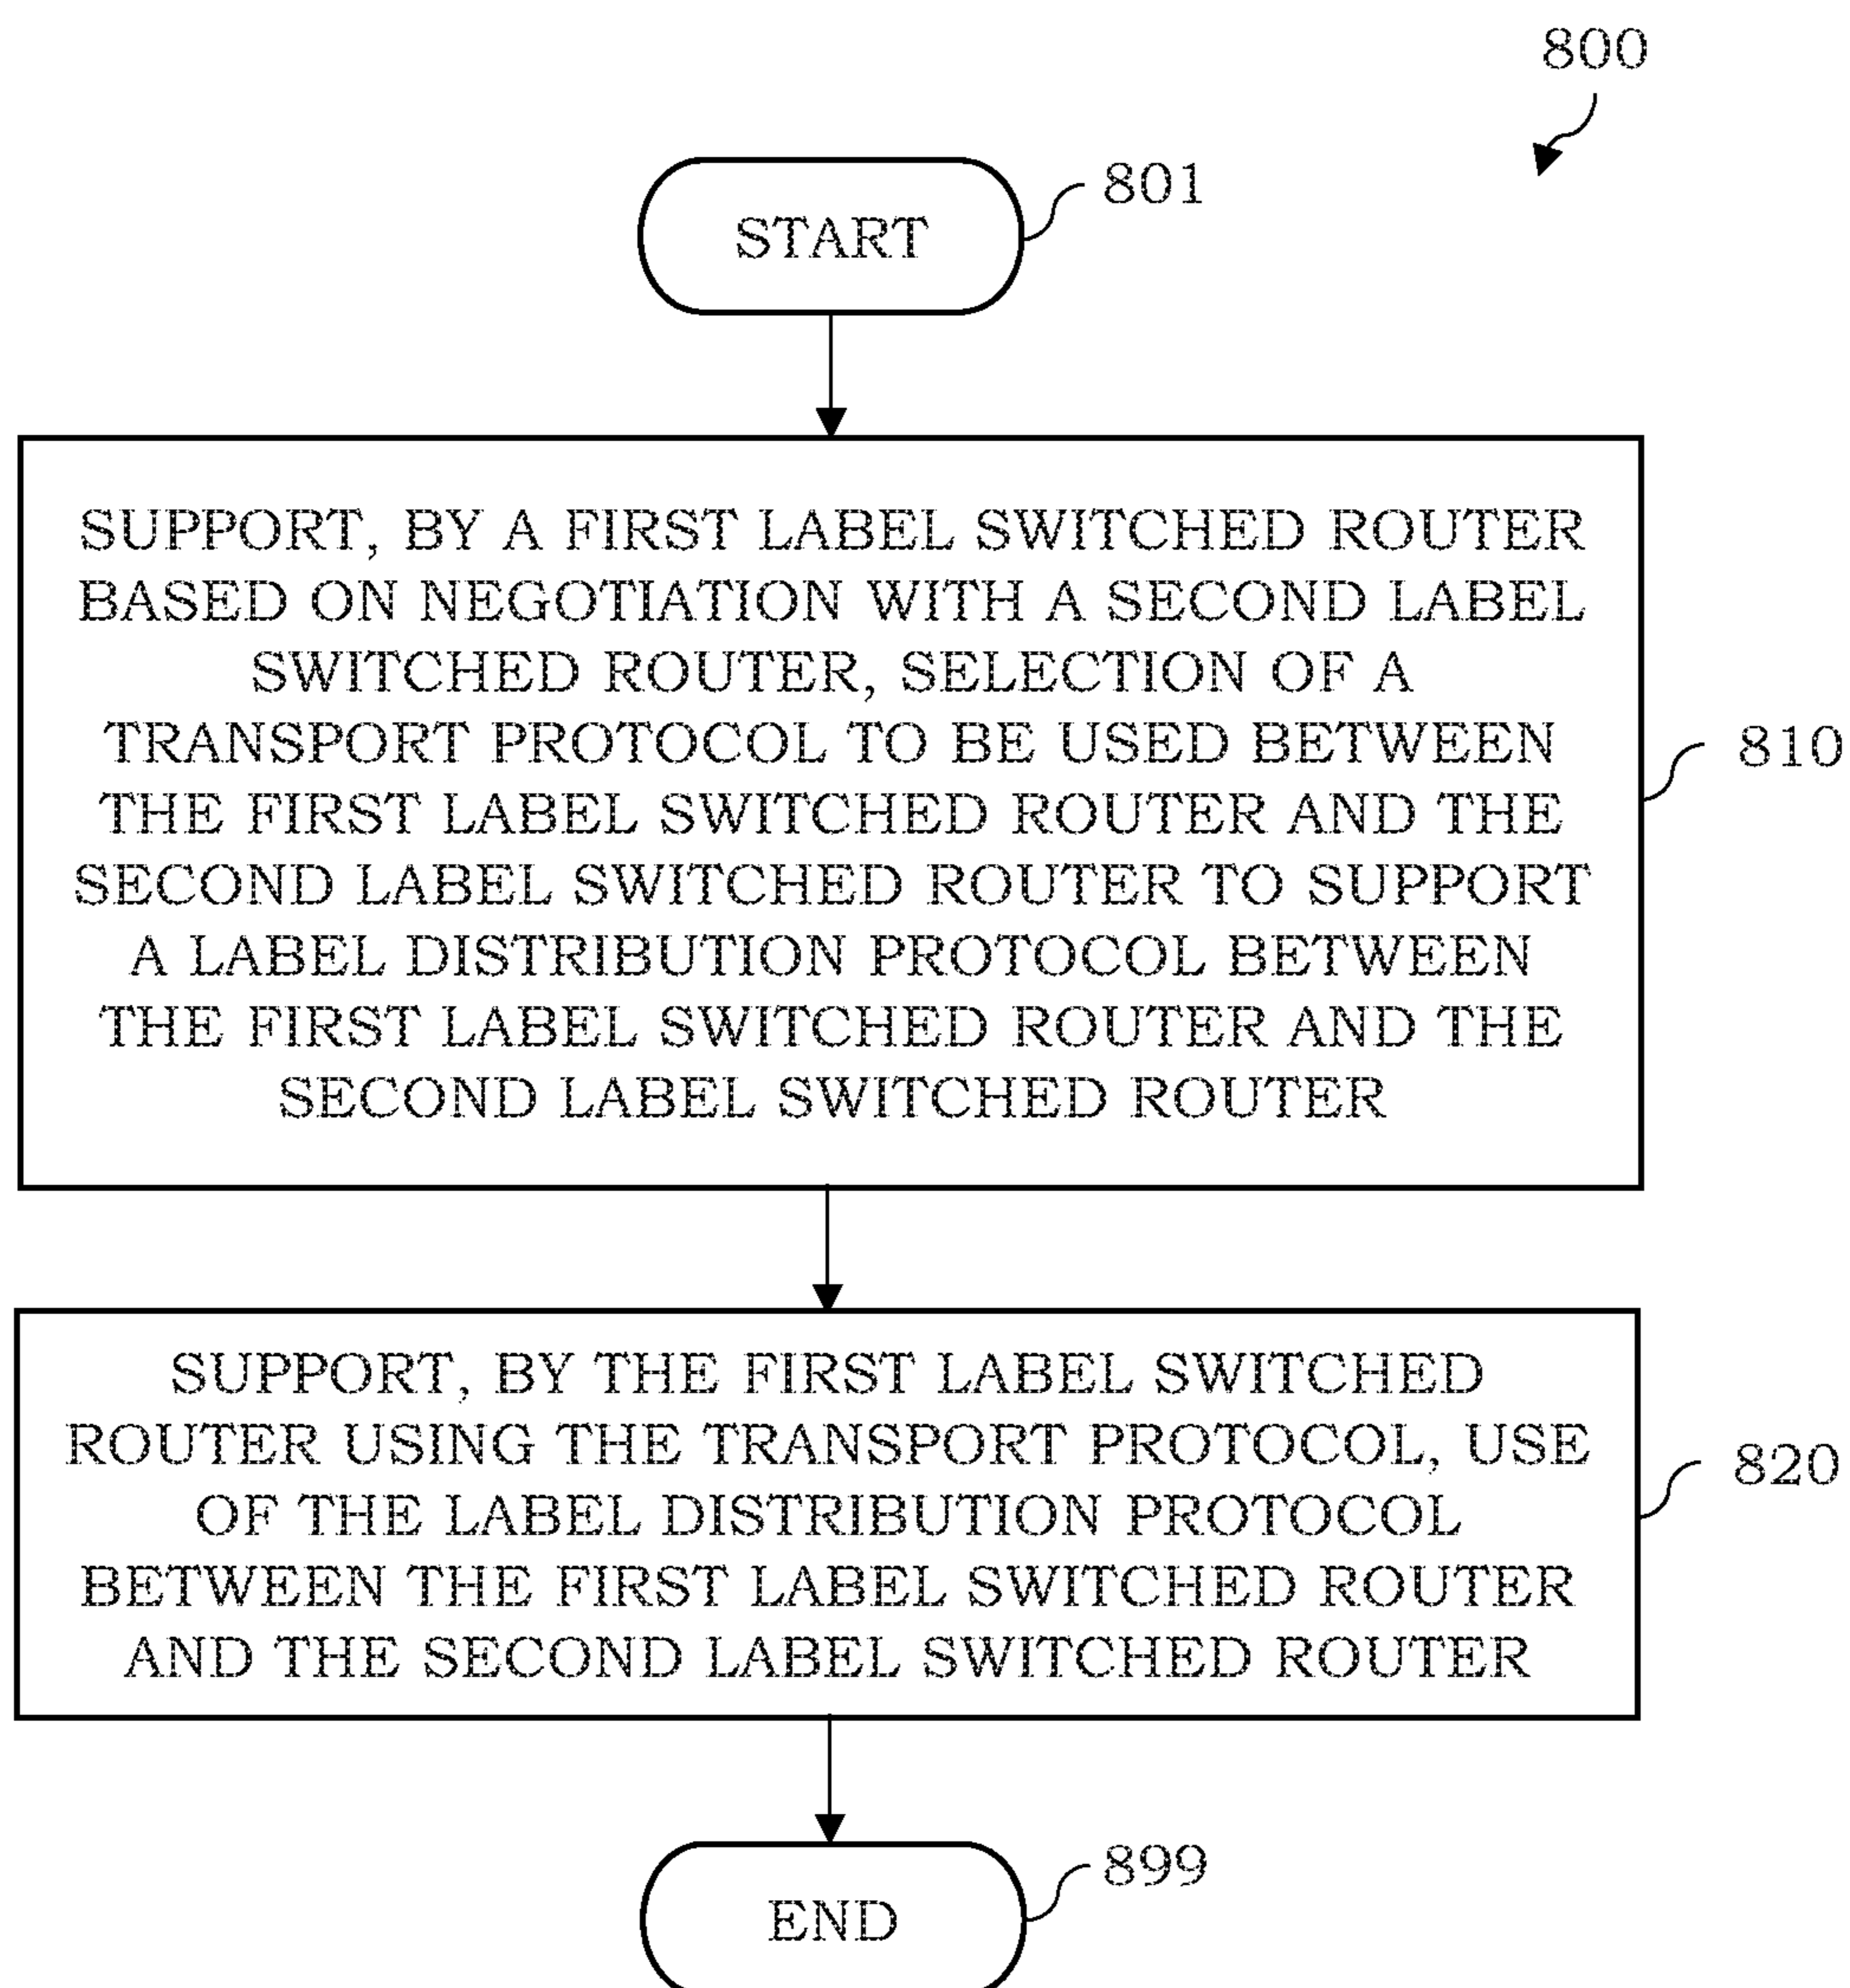 800
801
START
SUPPORT, BY A FIRST LABEL SWITCHED ROUTER
BASED ON NEGOTIATION WITH A SECOND LABEL
SWITCHED ROUTER, SELECTION OF A
TRANSPORT PROTOCOL TO BE USED BETWEEN
THE FIRST LABEL SWITCHED ROUTER AND THE
SECOND LABEL SWITCHED ROUTER TO SUPPORT
A LABEL DISTRIBUTION PROTOCOL BETWEEN
THE FIRST LABEL SWITCHED ROUTER AND THE
SECOND LABEL SWITCHED ROUTER
810
SUPPORT, BY THE FIRST LABEL SWITCHED
ROUTER USING THE TRANSPORT PROTOCOL, USE
OF THE LABEL DISTRIBUTION PROTOCOL
BETWEEN THE FIRST LABEL SWITCHED ROUTER
AND THE SECOND LABEL SWITCHED ROUTER
820
899
END